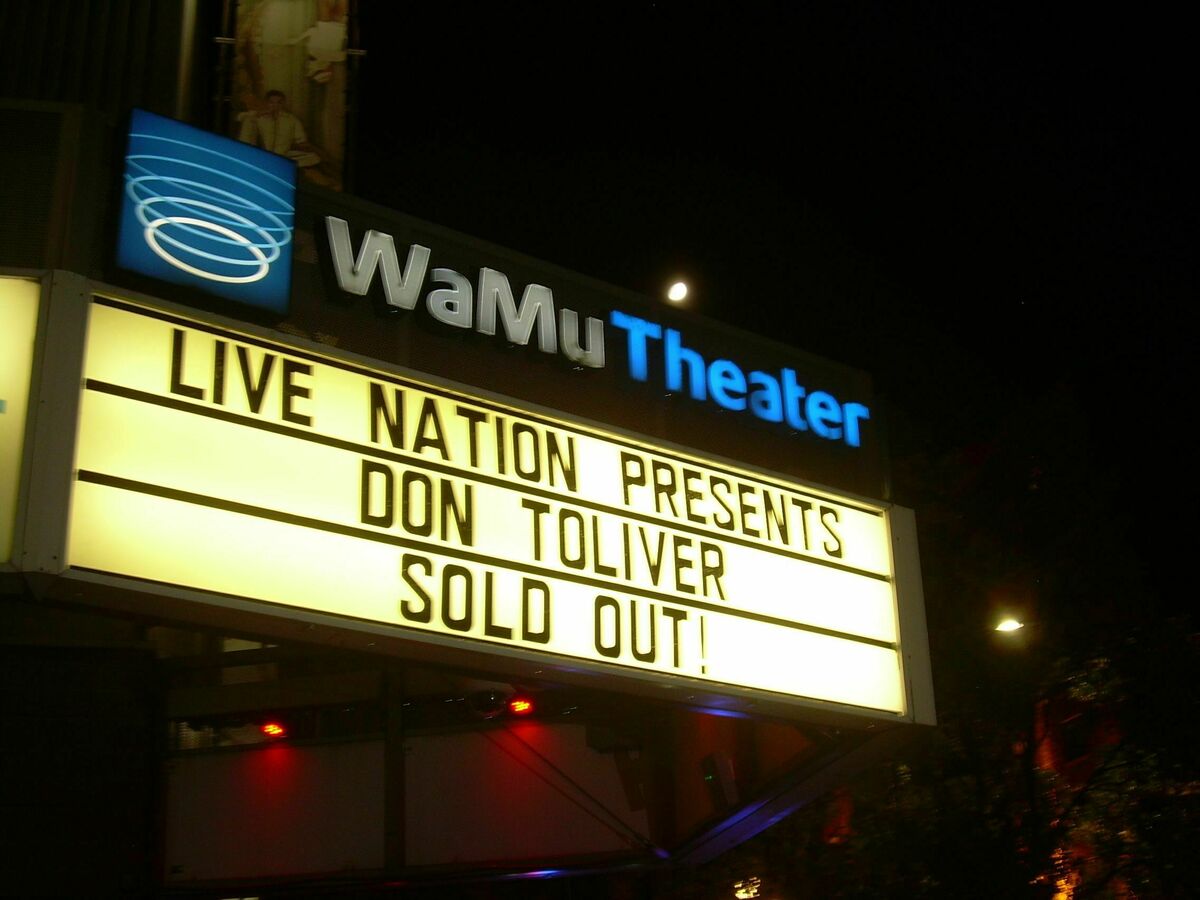 WaMu Theater
LIVE NATION PRESENTS
DON TOLIVER
SOLD OUT!